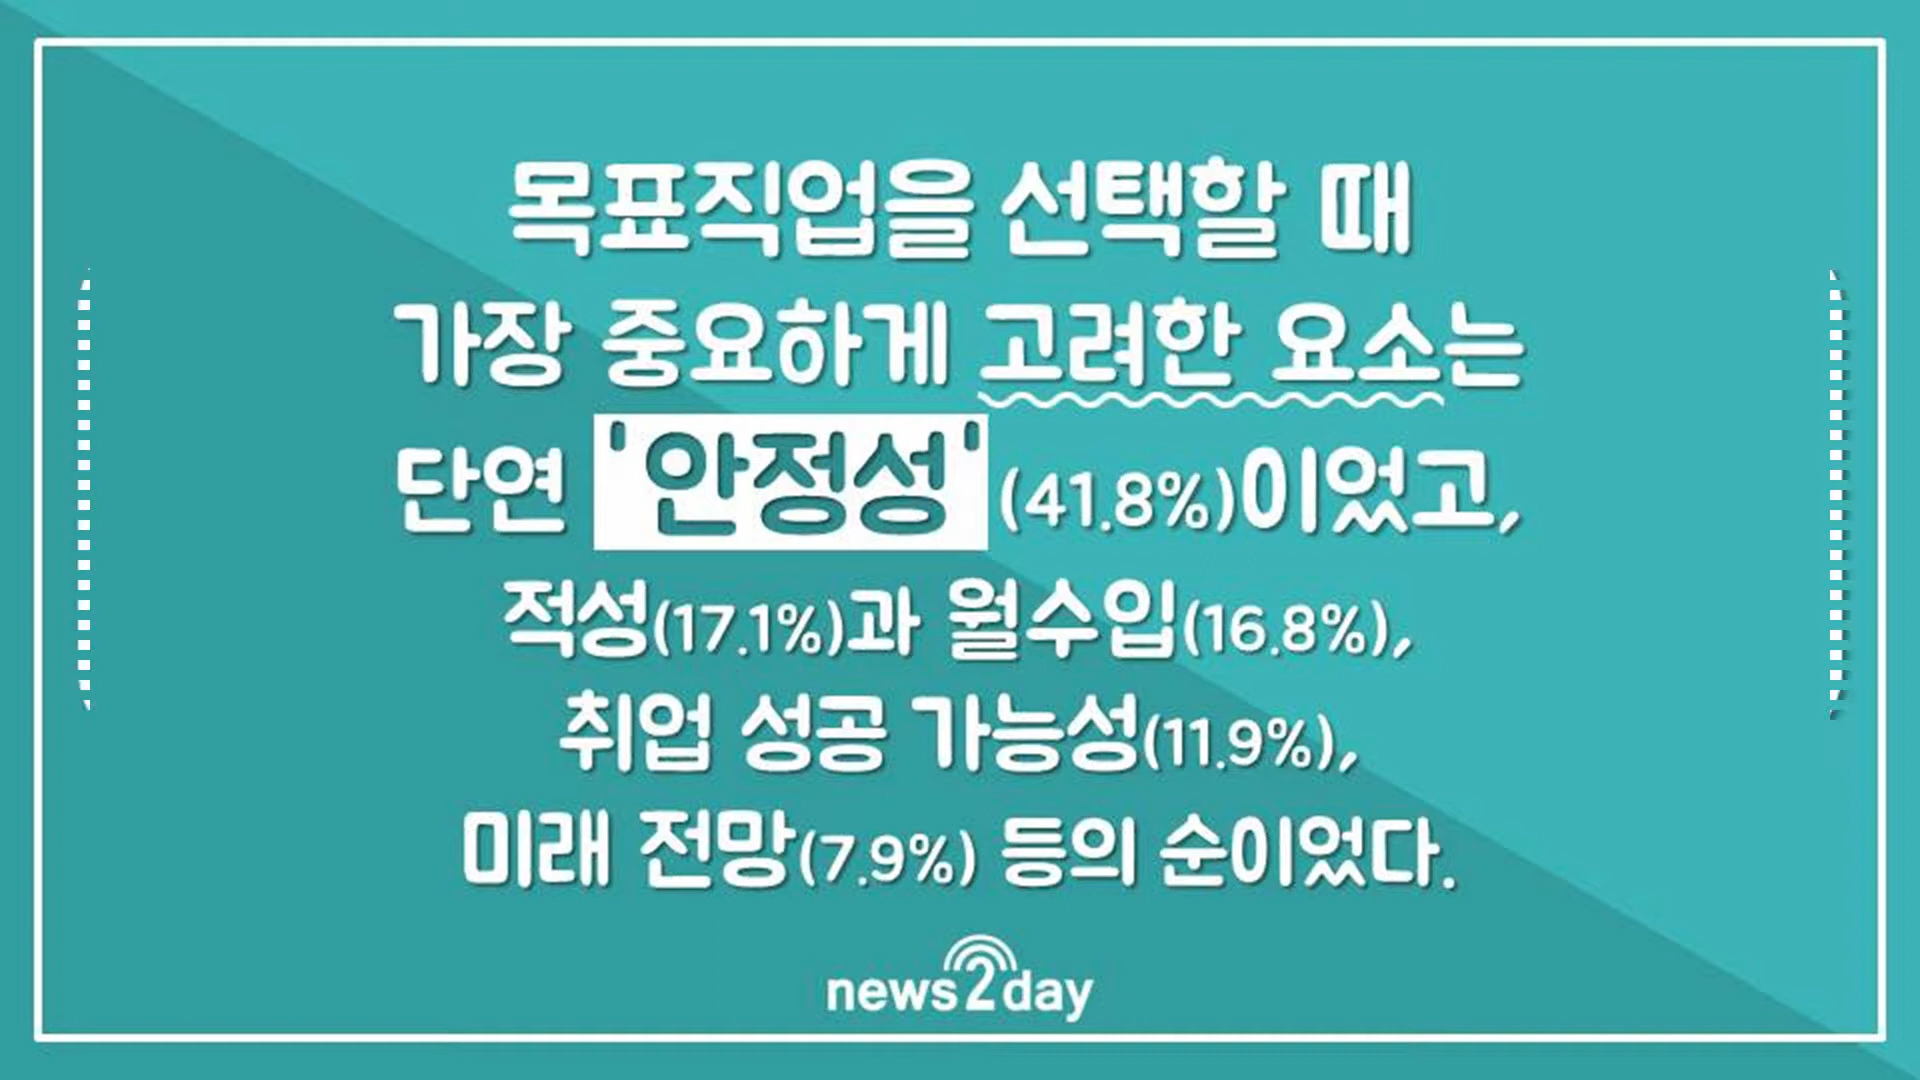 목표직업을 선택할 때
가장 중요하게 고려한 요소는
단연 '안정성' (41.8%)이었고,
적성(17.1%)과 월수입(16.8%),
취업 성공 가능성(11.9%),
미래 전망(7.9%) 등의 순이었다.
news2day